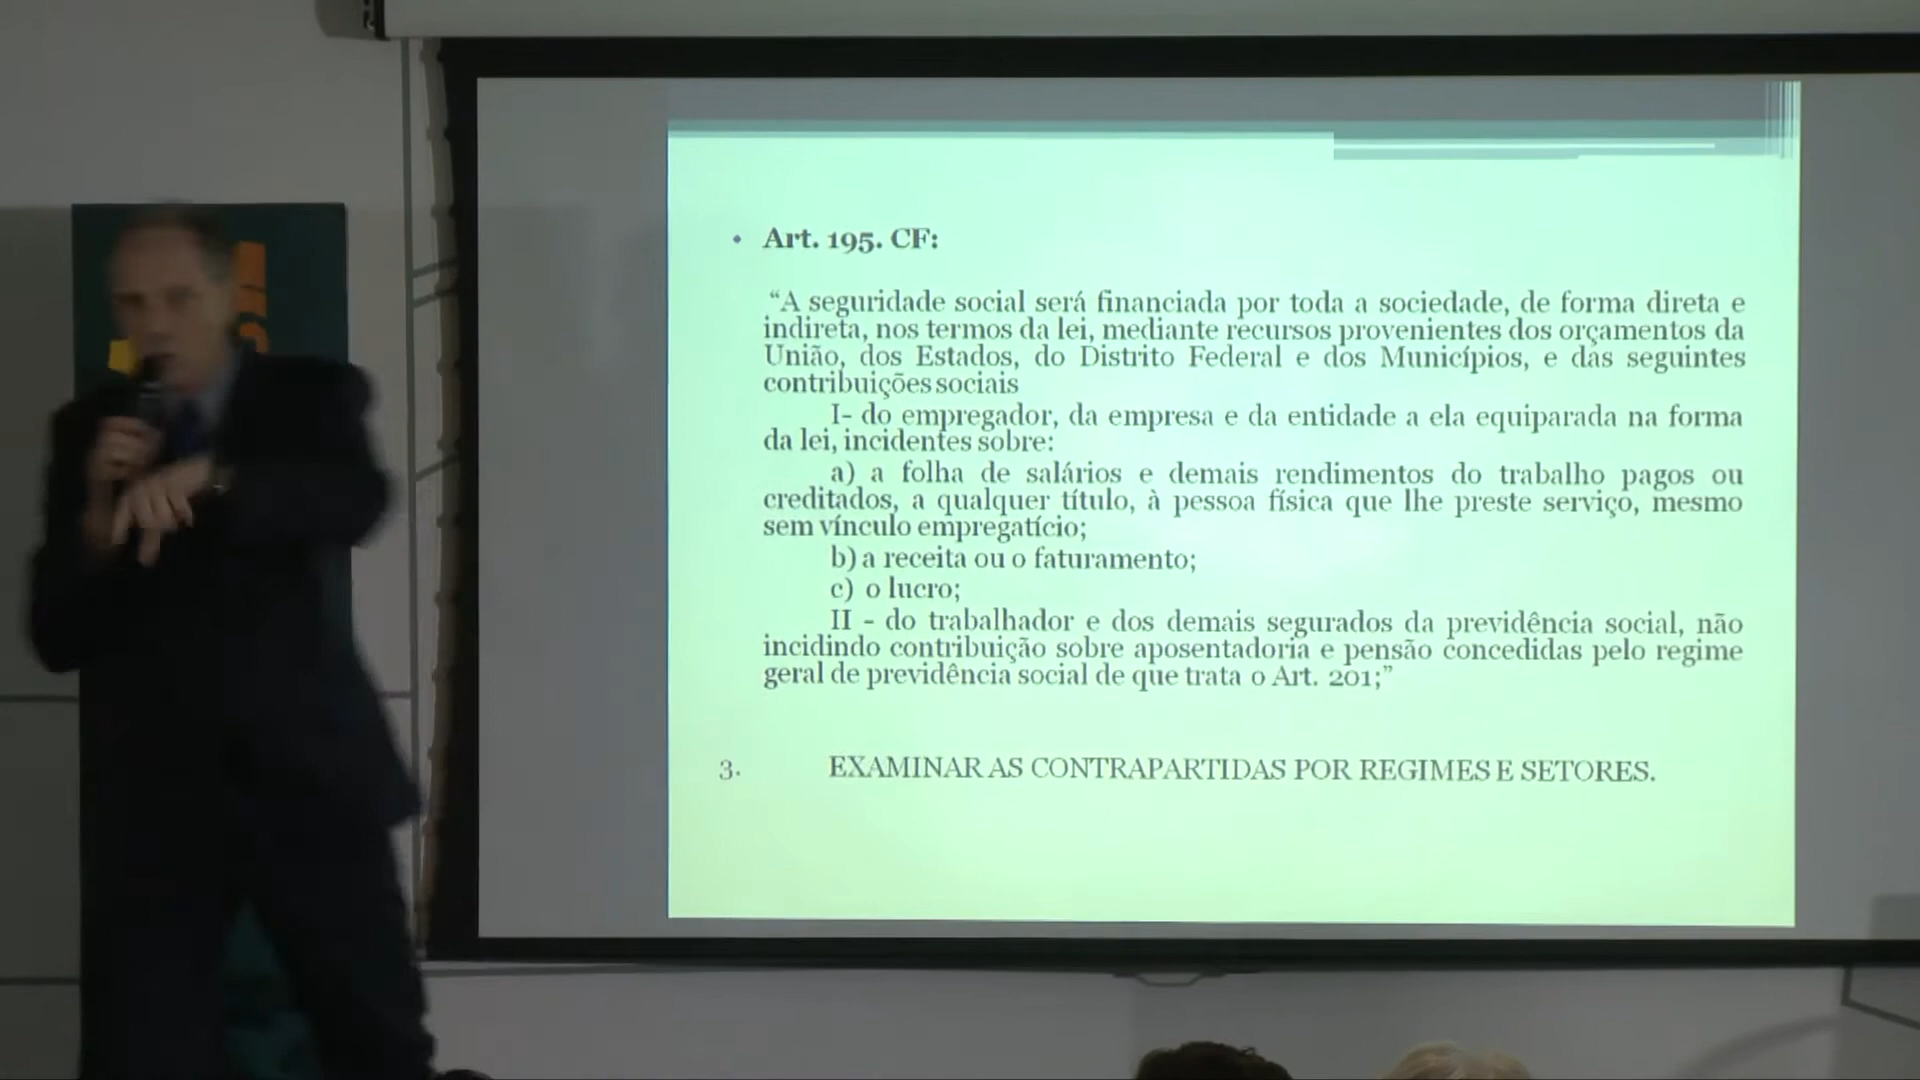 • Art. 195. CF:
“A seguridade social será financiada por toda a sociedade, de forma direta e
indireta, nos termos da lei, mediante recursos provenientes dos orçamentos da
União, dos Estados, do Distrito Federal e dos Municípios, e das seguintes
contribuições sociais
I- do empregador, da empresa e da entidade a ela equiparada na forma
da lei, incidentes sobre:
a) a folha de salários e demais rendimentos do trabalho pagos ou
creditados, a qualquer título, à pessoa física que lhe preste serviço, mesmo
sem vínculo empregatício;
b) a receita ou o faturamento;
c) o lucro;
II - do trabalhador e dos demais segurados da previdência social, não
incidindo contribuição sobre aposentadoria e pensão concedidas pelo regime
geral de previdência social de que trata o Art. 201;”
3. EXAMINAR AS CONTRAPARTIDAS POR REGIMES E SETORES.